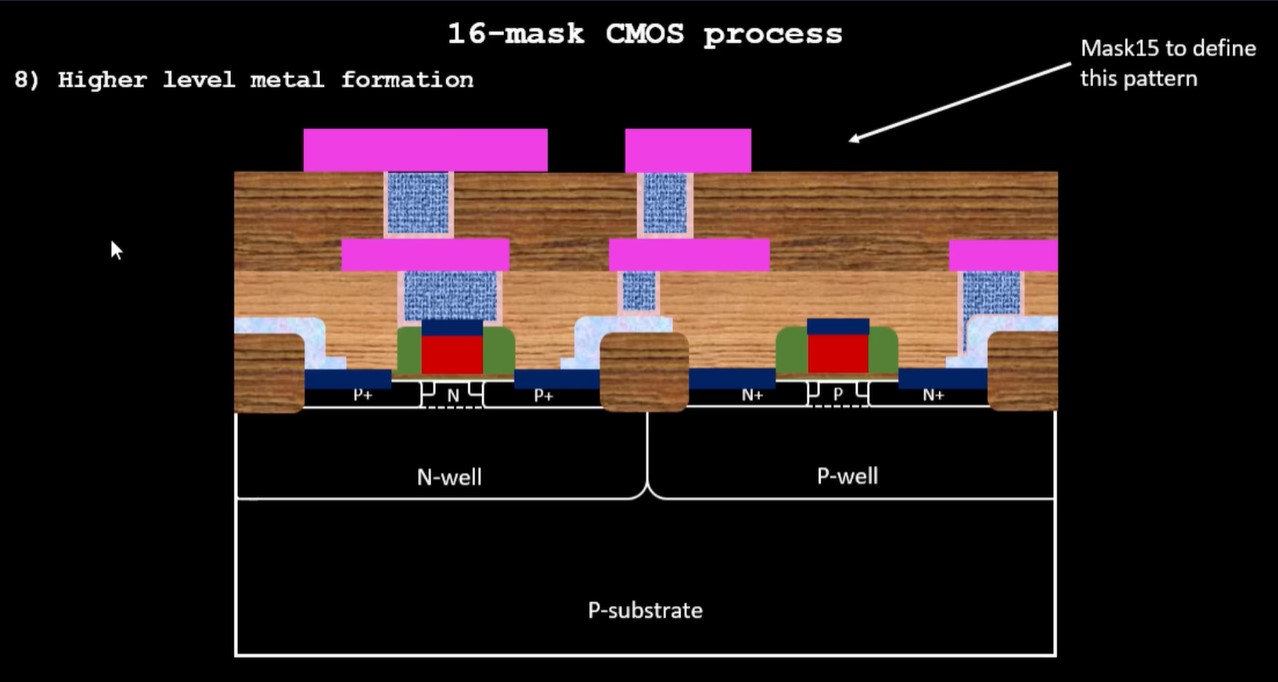 16-mask CMOS process
Mask15 to define
this pattern
8) Higher level metal formation
P+
N
P+
N+
P
N+
N-well
P-well
P-substrate